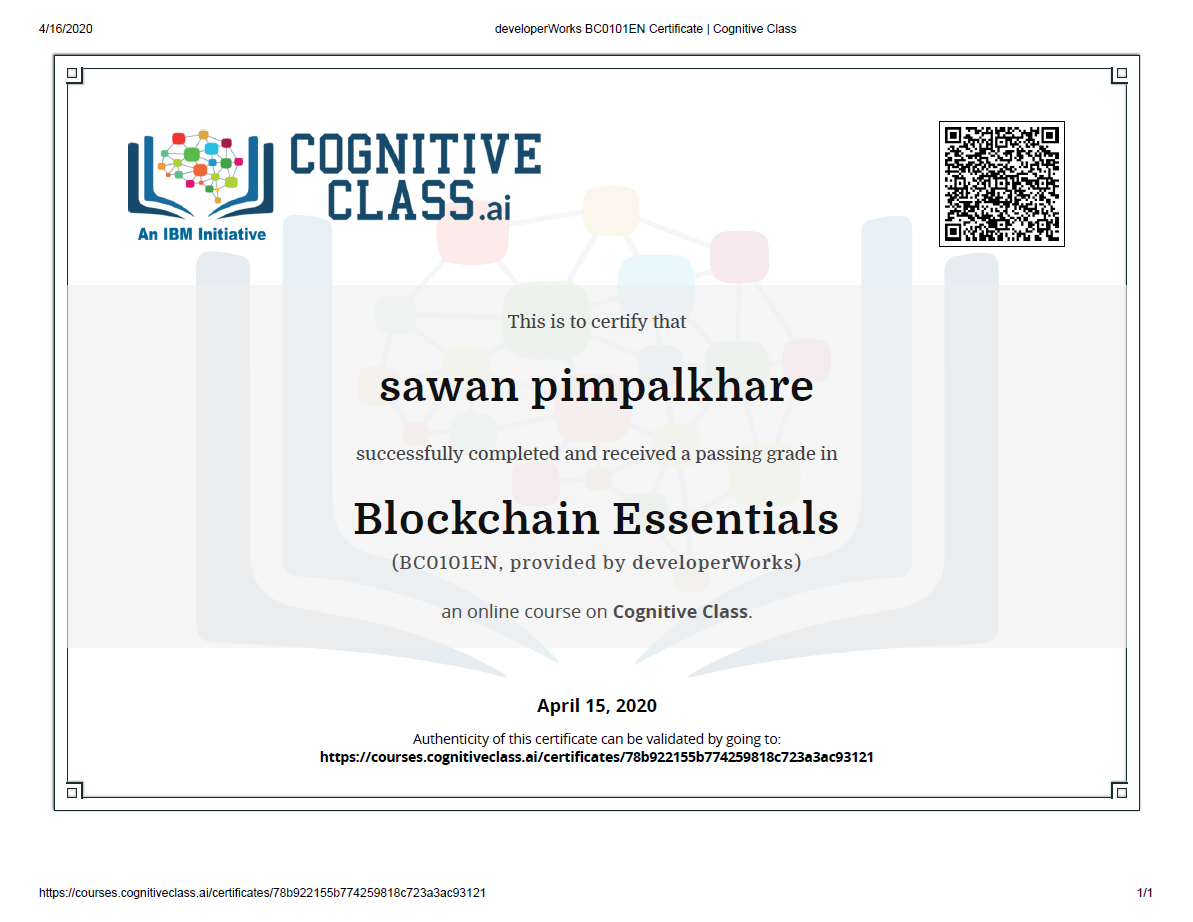 4/16/2020
developerWorks BC0101EN Certificate | Cognitive Class
COGNITIVE
CLASS.ai
An IBM Initiative
This is to certify that
sawan pimpalkhare
successfully completed and received a passing grade in
Blockchain Essentials
(BC0101EN, provided by developerWorks)
an online course on Cognitive Class.
April 15, 2020
Authenticity of this certificate can be validated by going to:
https://courses.cognitiveclass.ai/certificates/78b922155b774259818c723a3ac93121
https://courses.cognitiveclass.ai/certificates/78b922155b774259818c723a3ac93121
1/1